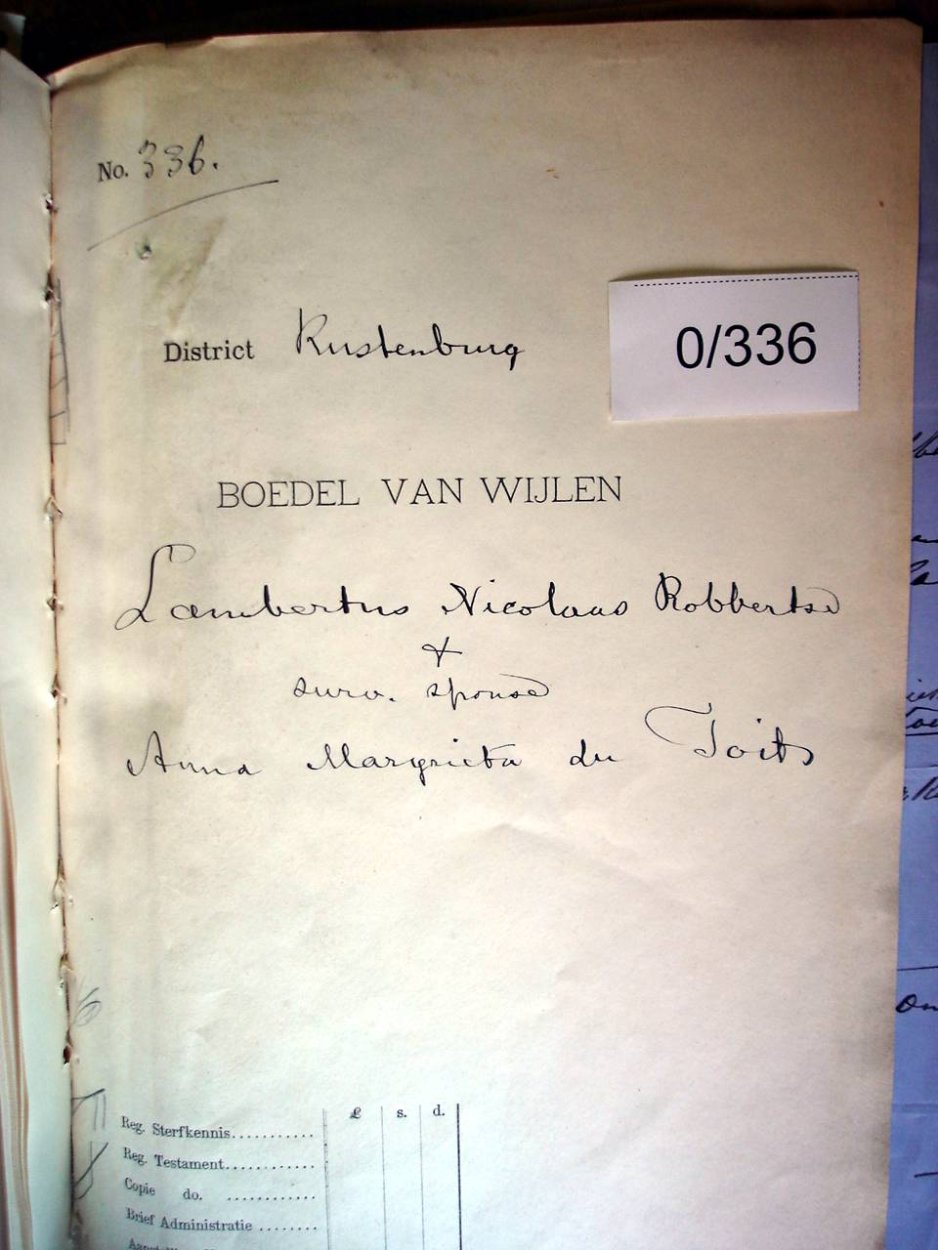 No. 336.
District Rustenburg
0/336
BOEDEL VAN WIJLEN
Lambertus Nicolaas Robbertse
&
surv. spouse
Anna Margrieta du Toits
£ s. d.
Reg. Sterfkennis...........
Reg. Testament............
Copie do. ............
Brief Administratie ........